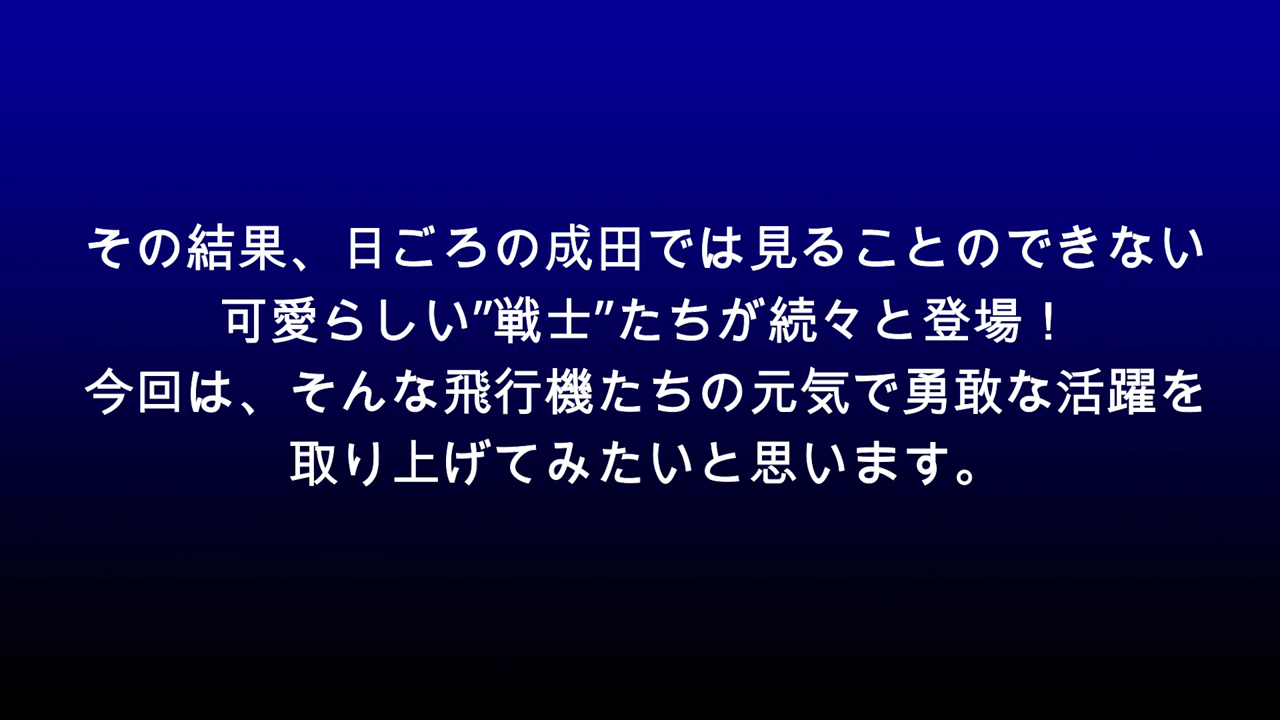 その結果、日ごろの成田では見ることのできない
可愛らしい"戦士"たちが続々と登場！
今回は、そんな飛行機たちの元気で勇敢な活躍を
取り上げてみたいと思います。